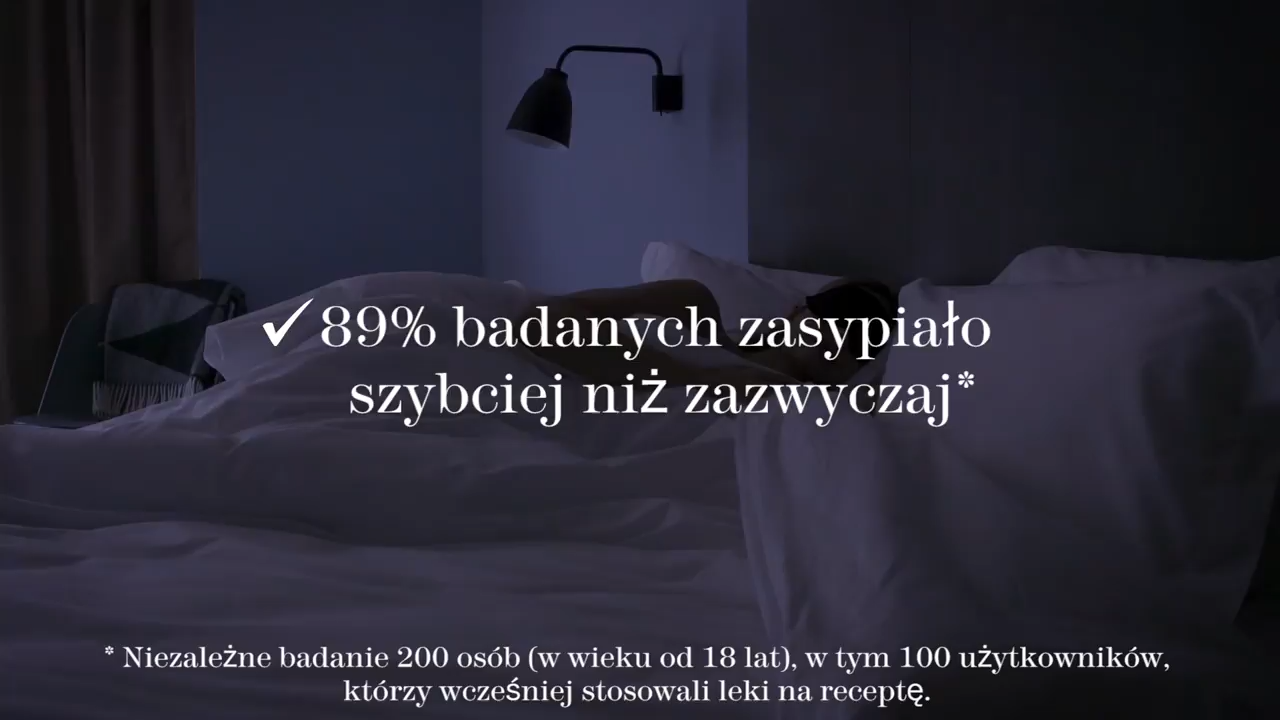 ✓ 89% badanych zasypiało
szybciej niż zazwyczaj*
* Niezależne badanie 200 osób (w wieku od 18 lat), w tym 100 użytkowników,
którzy wcześniej stosowali leki na receptę.